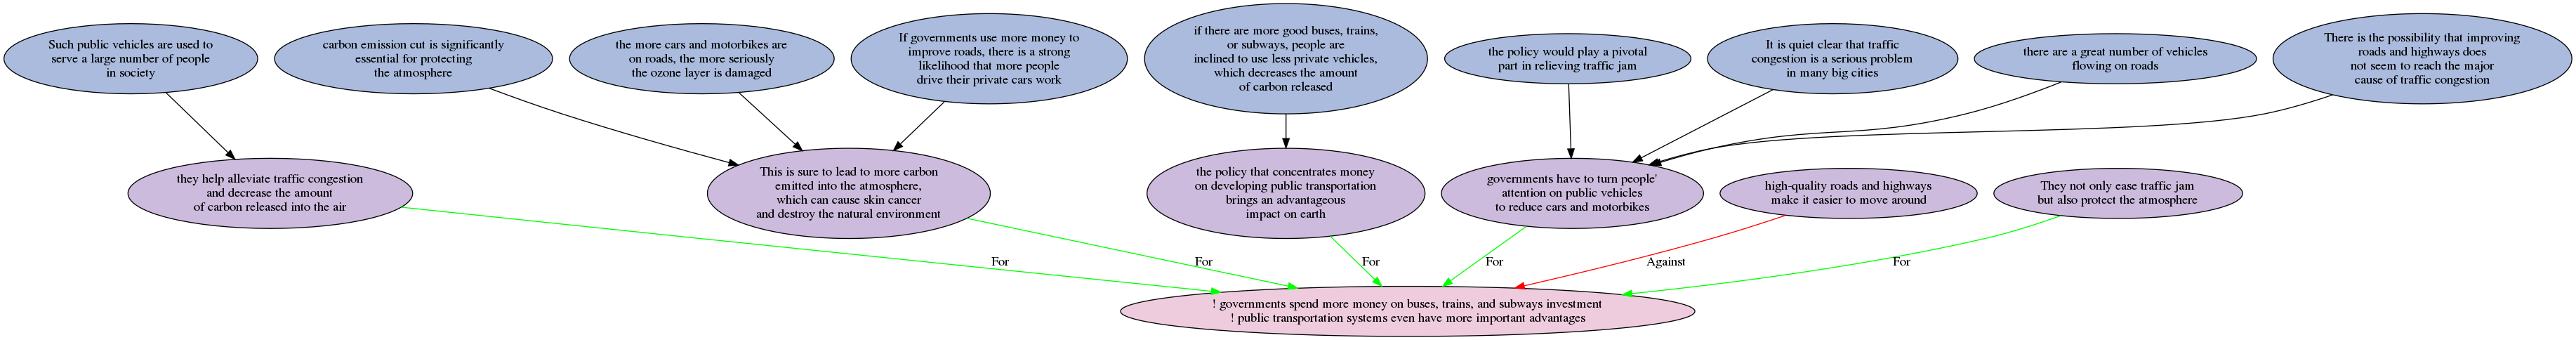 Such public vehicles are used to
serve a large number of people
in society
carbon emission cut is significantly
essential for protecting
the atmosphere
the more cars and motorbikes are
on roads, the more seriously
the ozone layer is damaged
If governments use more money to
improve roads, there is a strong
likelihood that more people
drive their private cars work
if there are more good buses, trains,
or subways, people are
inclined to use less private vehicles,
which decreases the amount
of carbon released
the policy would play a pivotal
part in relieving traffic jam
It is quiet clear that traffic
congestion is a serious problem
in many big cities
there are a great number of vehicles
flowing on roads
There is the possibility that improving
roads and highways does
not seem to reach the major
cause of traffic congestion
they help alleviate traffic congestion
and decrease the amount
of carbon released into the air
This is sure to lead to more carbon
emitted into the atmosphere,
which can cause skin cancer
and destroy the natural environment
the policy that concentrates money
on developing public transportation
brings an advantageous
impact on earth
governments have to turn people'
attention on public vehicles
to reduce cars and motorbikes
high-quality roads and highways
make it easier to move around
They not only ease traffic jam
but also protect the atmosphere
For
For
For
For
Against
For
! governments spend more money on buses, trains, and subways investment
! public transportation systems even have more important advantages